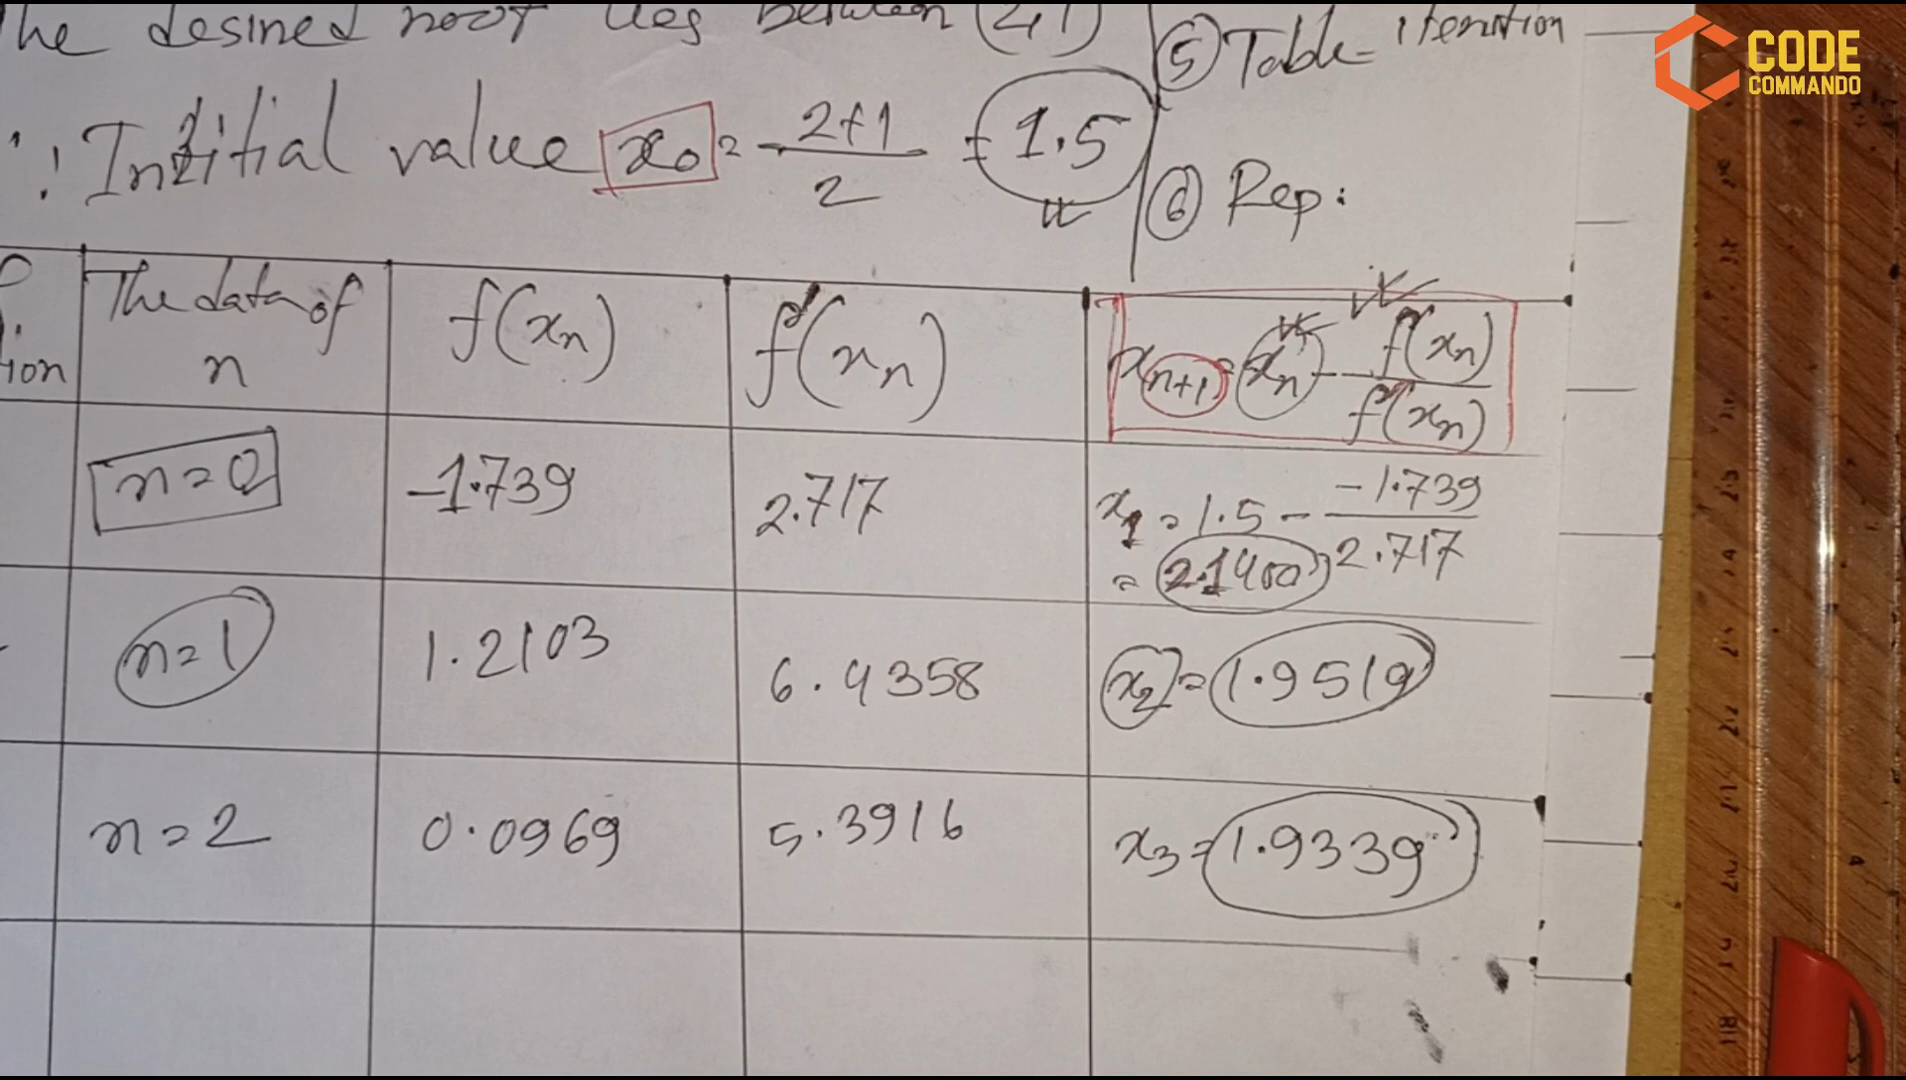 The desired root lies between (2,1)
⑤ Table iteration
CODE
COMMANDO
∴ Initial value x₀ = 2+1/2 = 1.5
⑥ Rep:
tion | The data of n | f(xₙ) | f'(xₙ) | xₙ₊₁ = xₙ - f(xₙ)/f'(xₙ)
n=0 | -1.739 | 2.717 | x₁ = 1.5 - -1.739/2.717
= 2.1400
n=1 | 1.2103 | 6.4358 | x₂ = 1.9519
n=2 | 0.0969 | 5.3916 | x₃ = 1.9339